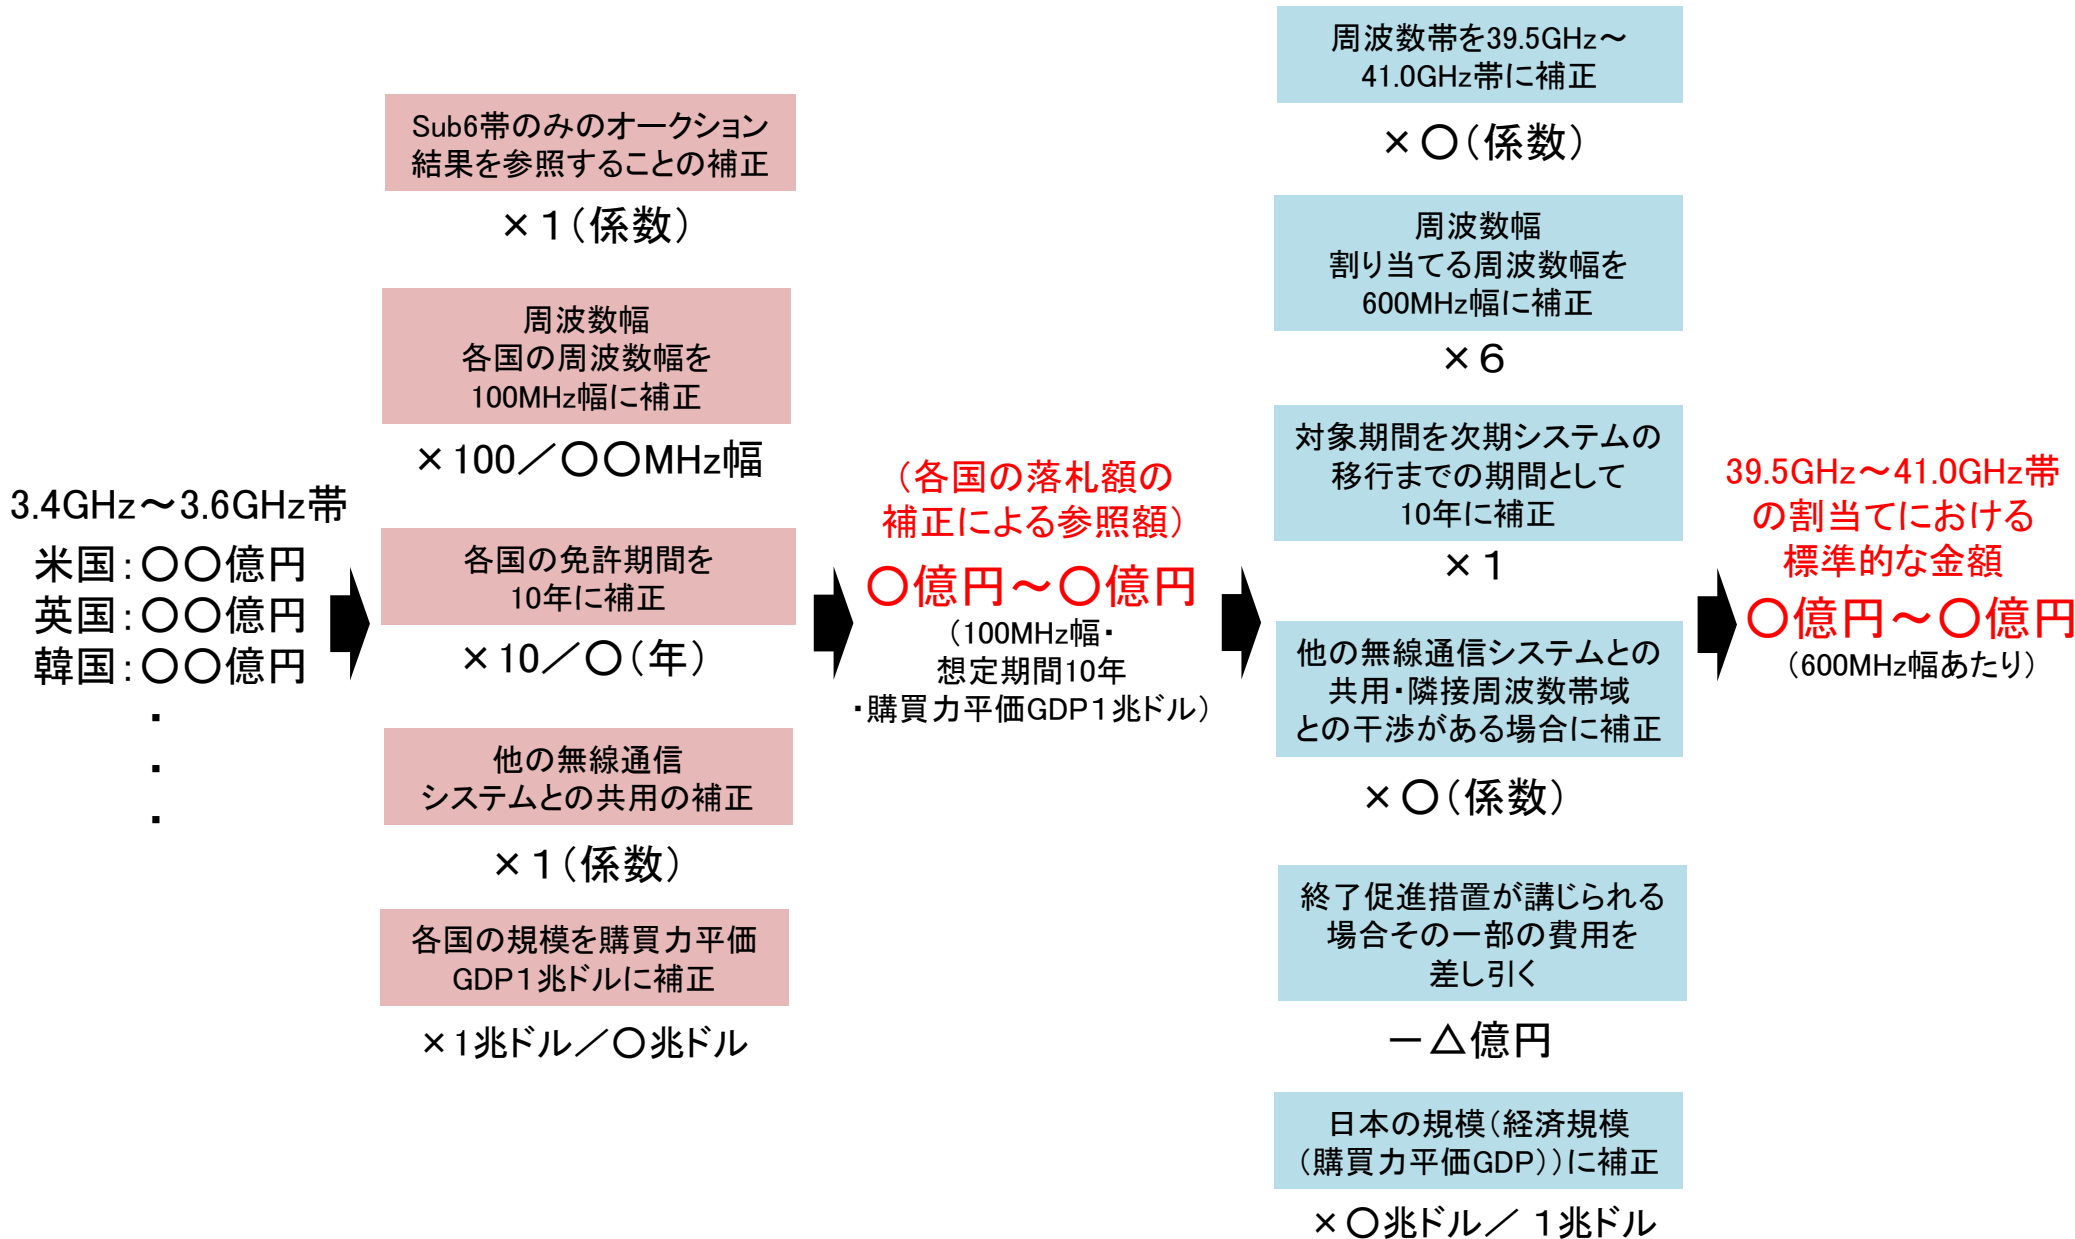 3.4GHz～3.6GHz帯
米国：〇〇億円
英国：〇〇億円
韓国：〇〇億円
・
・
・
Sub6帯のみのオークション
結果を参照することの補正
×１（係数）
周波数幅
各国の周波数幅を
100MHz幅に補正
×100／〇〇MHz幅
各国の免許期間を
10年に補正
×10／〇（年）
他の無線通信
システムとの共用の補正
×１（係数）
各国の規模を購買力平価
GDP１兆ドルに補正
×1兆ドル／〇兆ドル
（各国の落札額の
補正による参照額）
〇億円～〇億円
（100MHz幅・
想定期間10年
・購買力平価GDP１兆ドル）
周波数帯を39.5GHz～
41.0GHz帯に補正
×〇（係数）
周波数幅
割り当てる周波数幅を
600MHz幅に補正
×６
対象期間を次期システムの
移行までの期間として
10年に補正
×１
他の無線通信システムとの
共用・隣接周波数帯域
との干渉がある場合に補正
×〇（係数）
終了促進措置が講じられる
場合その一部の費用を
差し引く
－△億円
日本の規模（経済規模
（購買力平価GDP））に補正
×〇兆ドル／１兆ドル
39.5GHz～41.0GHz帯
の割当てにおける
標準的な金額
〇億円～〇億円
（600MHz幅あたり）